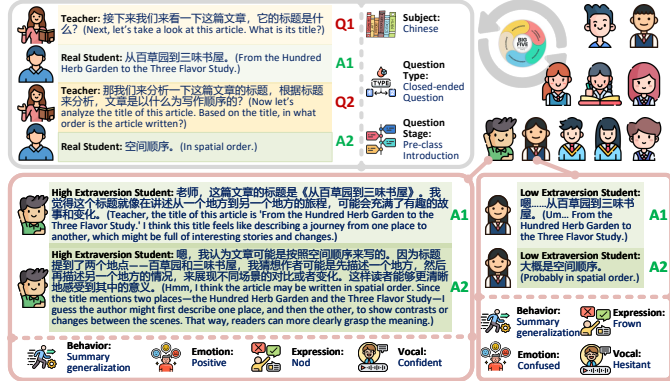 Teacher: 接下来我们来看一下这篇文章，它的标题是什
么？(Next, let's take a look at this article. What is its title?)
Q1
Real Student: 从百草园到三味书屋。(From the Hundred
Herb Garden to the Three Flavor Study.)
A1
Teacher: 那我们来分析一下这篇文章的标题，根据标题
来分析，文章是以什么为写作顺序的？(Now let's
analyze the title of this article. Based on the title, in what
order is the article written?)
Q2
Real Student: 空间顺序。(In spatial order.)
A2
Subject:
Chinese
TYPE
Question
Type:
Closed-ended
Question
Question
Stage:
Pre-class
Introduction
BIG
FIVE
High Extraversion Student: 老师，这篇文章的标题是《从百草园到三味书屋》。我
觉得这个标题就像在讲述从一个地方到另一个地方的旅程，可能会充满了有趣的故
事和变化。(Teacher, the title of this article is 'From the Hundred Herb Garden to the
Three Flavor Study.' I think this title feels like describing a journey from one place to
another, which might be full of interesting stories and changes.)
A1
High Extraversion Student: 嗯，我认为文章可能是按照空间顺序来写的。因为标题
提到了两个地点——百草园和三味书屋，我猜想作者可能是先描述一个地方，然后
再描述另一个地方的情况，来展现不同场景的对比或者变化。这样读者能够更清晰
地感受到其中的意义。(Hmm, I think the article may be written in spatial order. Since
the title mentions two places—the Hundred Herb Garden and the Three Flavor Study—I
guess the author might first describe one place, and then the other, to show contrasts or
changes between the scenes. That way, readers can more clearly grasp the meaning.)
A2
Behavior:
Summary
generalization
Emotion:
Positive
Expression:
Nod
Vocal:
Confident
Low Extraversion Student:
嗯……从百草园到三味书
屋。(Um... From the
Hundred Herb Garden to
the Three Flavor Study.)
A1
Low Extraversion Student:
大概是空间顺序。
(Probably in spatial order.)
A2
Behavior:
Summary
generalization
Expression:
Frown
Emotion:
Confused
Vocal:
Hesitant